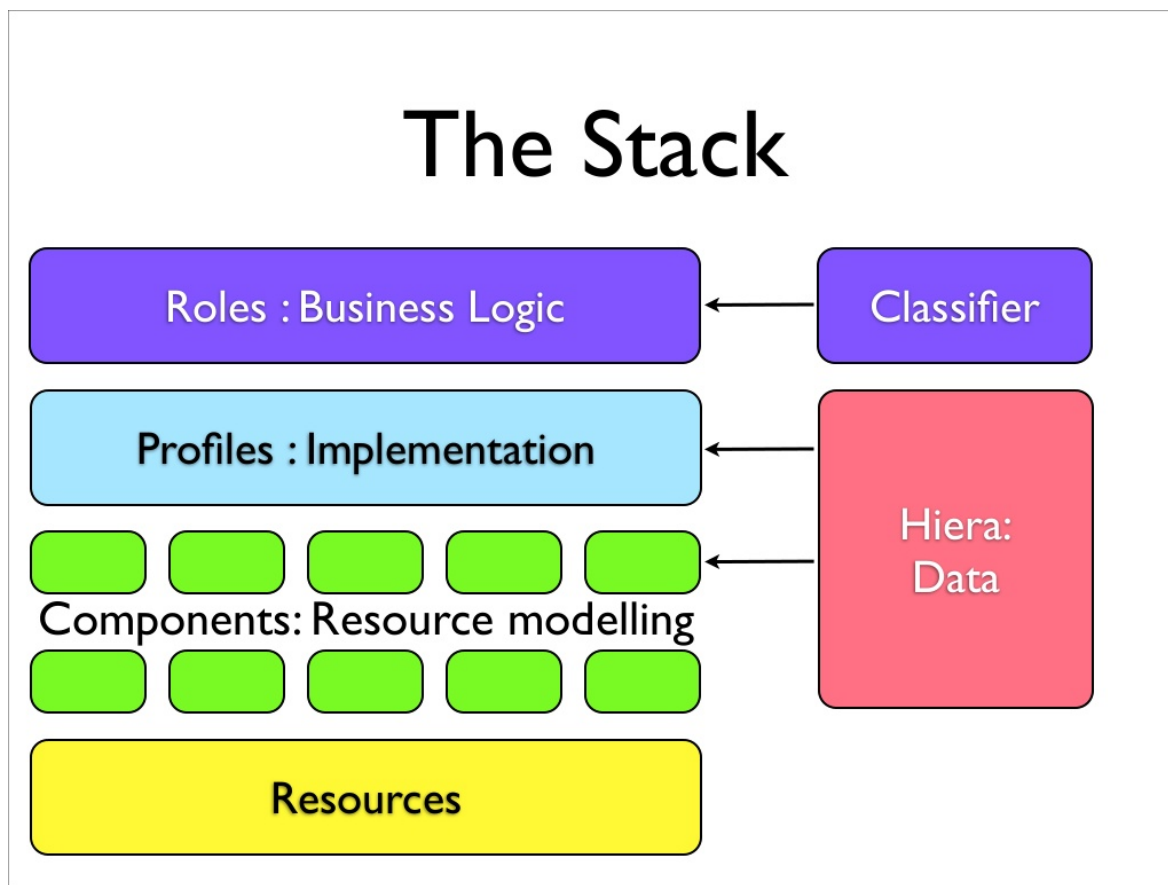 The Stack
Roles : Business Logic
Classifier
Profiles : Implementation
Hiera:
Data
Components: Resource modelling
Resources